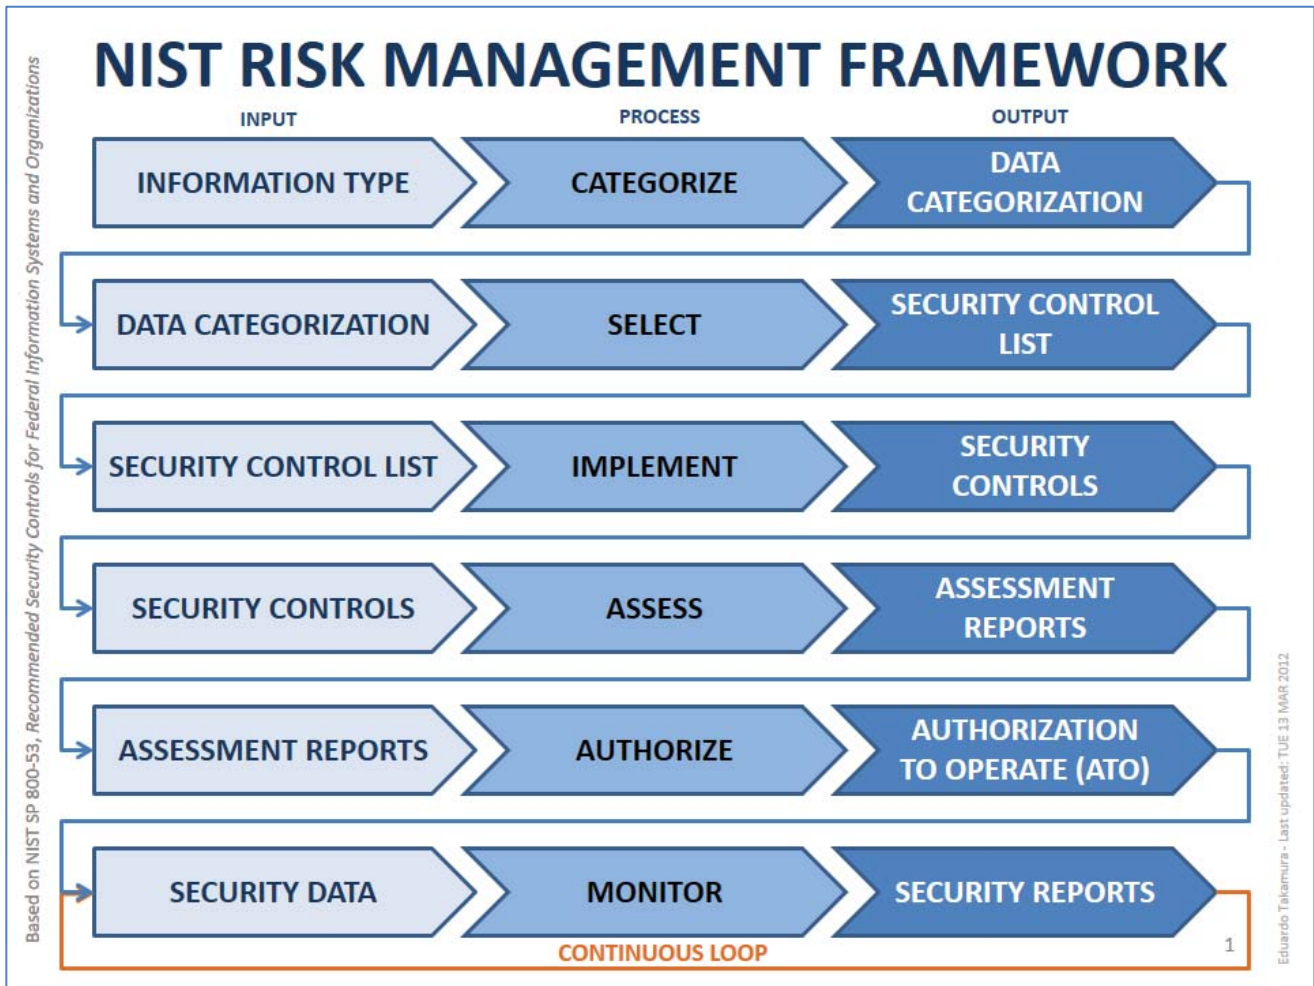 NIST RISK MANAGEMENT FRAMEWORK
INPUT
PROCESS
OUTPUT
INFORMATION TYPE
CATEGORIZE
DATA
CATEGORIZATION
DATA CATEGORIZATION
SELECT
SECURITY CONTROL
LIST
SECURITY CONTROL LIST
IMPLEMENT
SECURITY
CONTROLS
SECURITY CONTROLS
ASSESS
ASSESSMENT
REPORTS
ASSESSMENT REPORTS
AUTHORIZE
AUTHORIZATION
TO OPERATE (ATO)
SECURITY DATA
MONITOR
SECURITY REPORTS
CONTINUOUS LOOP
1
Based on NIST SP 800-53, Recommended Security Controls for Federal Information Systems and Organizations
Eduardo Takamura - Last updated: TUE 13 MAR 2012